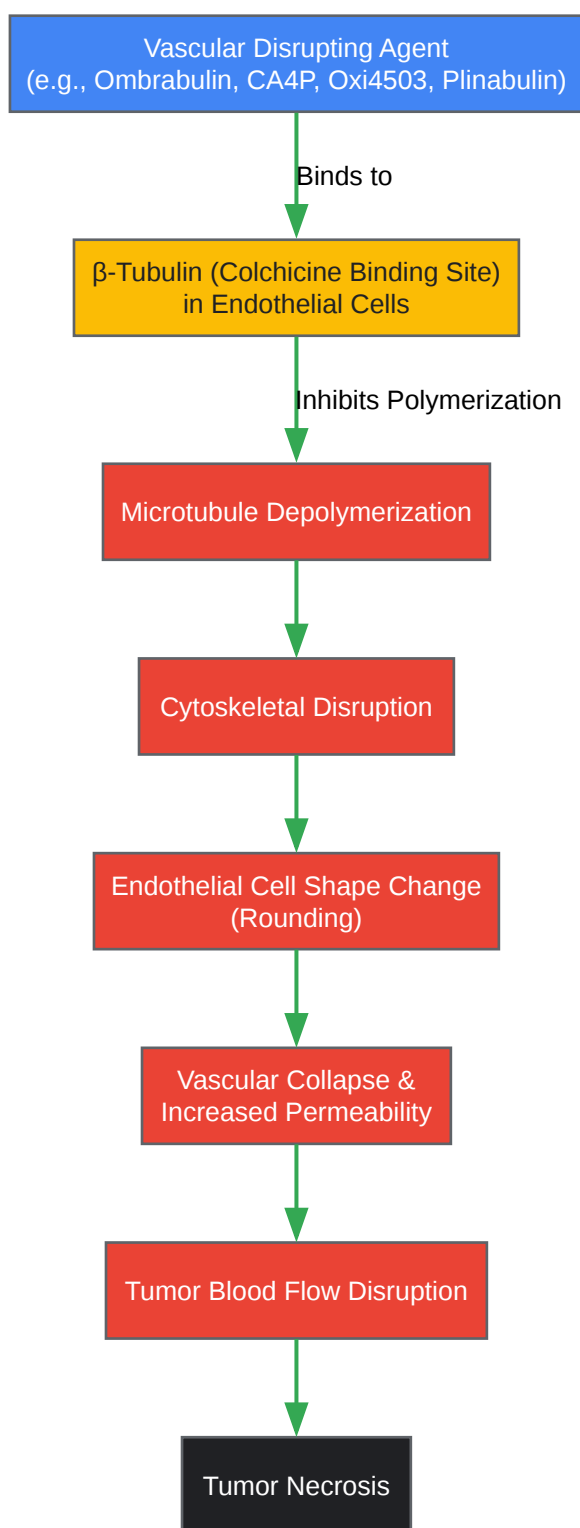 Vascular Disrupting Agent
(e.g., Ombrabulin, CA4P, Oxi4503, Plinabulin)
Binds to
β-Tubulin (Colchicine Binding Site)
in Endothelial Cells
Inhibits Polymerization
Microtubule Depolymerization
Cytoskeletal Disruption
Endothelial Cell Shape Change
(Rounding)
Vascular Collapse &
Increased Permeability
Tumor Blood Flow Disruption
Tumor Necrosis